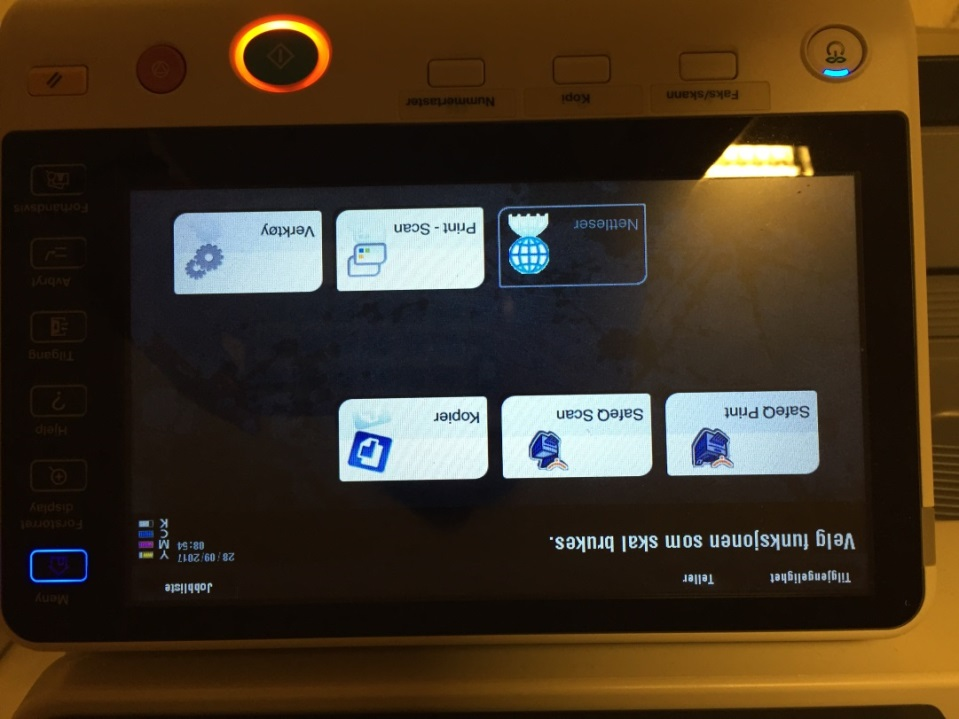 Tilgjengelighet
Teller
Jobbliste
Velg funksjonen som skal brukes.
28/09/2017
08:54
Y
M
C
K
SafeQ Print
SafeQ Scan
Kopier
Nettleser
Print - Scan
Verktøy
Meny
Forstørret
display
Hjelp
Tilgang
Avbryt
Forhåndsvis
Faks/skann
Kopi
Nummertaster